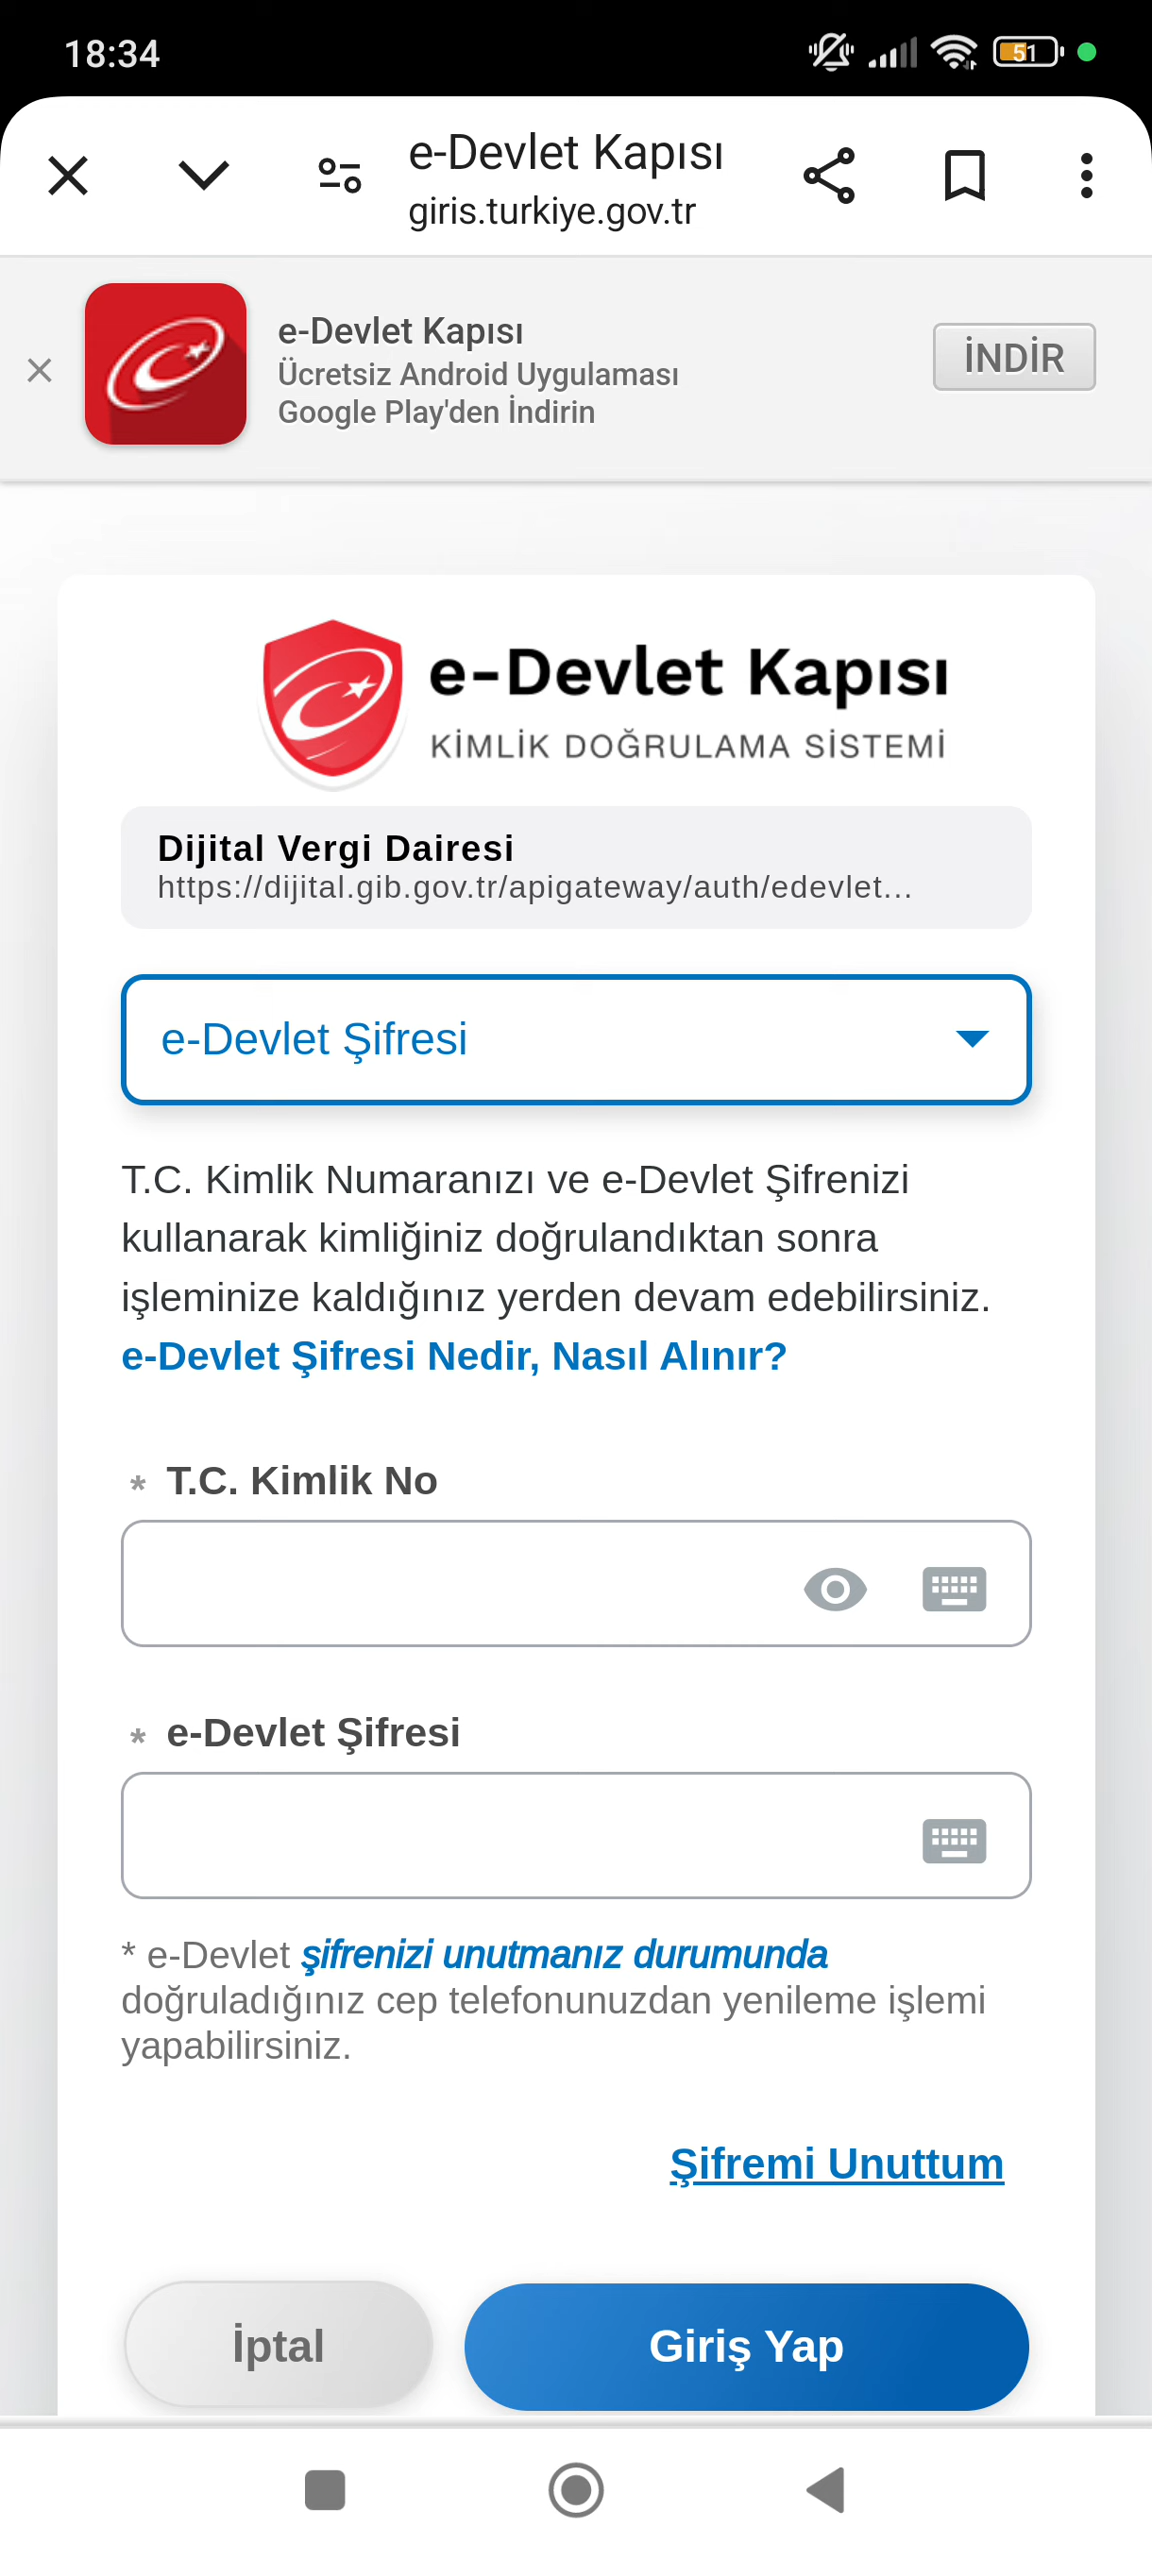 18:34
51
e-Devlet Kapısı
giris.turkiye.gov.tr
e-Devlet Kapısı
Ücretsiz Android Uygulaması
Google Play'den İndirin
İNDİR
e-Devlet Kapısı
KİMLİK DOĞRULAMA SİSTEMİ
Dijital Vergi Dairesi
https://dijital.gib.gov.tr/apigateway/auth/edevlet...
e-Devlet Şifresi
T.C. Kimlik Numaranızı ve e-Devlet Şifrenizi
kullanarak kimliğiniz doğrulandıktan sonra
işleminize kaldığınız yerden devam edebilirsiniz.
e-Devlet Şifresi Nedir, Nasıl Alınır?
* T.C. Kimlik No
* e-Devlet Şifresi
* e-Devlet şifrenizi unutmanız durumunda
doğruladığınız cep telefonunuzdan yenileme işlemi
yapabilirsiniz.
Şifremi Unuttum
İptal
Giriş Yap